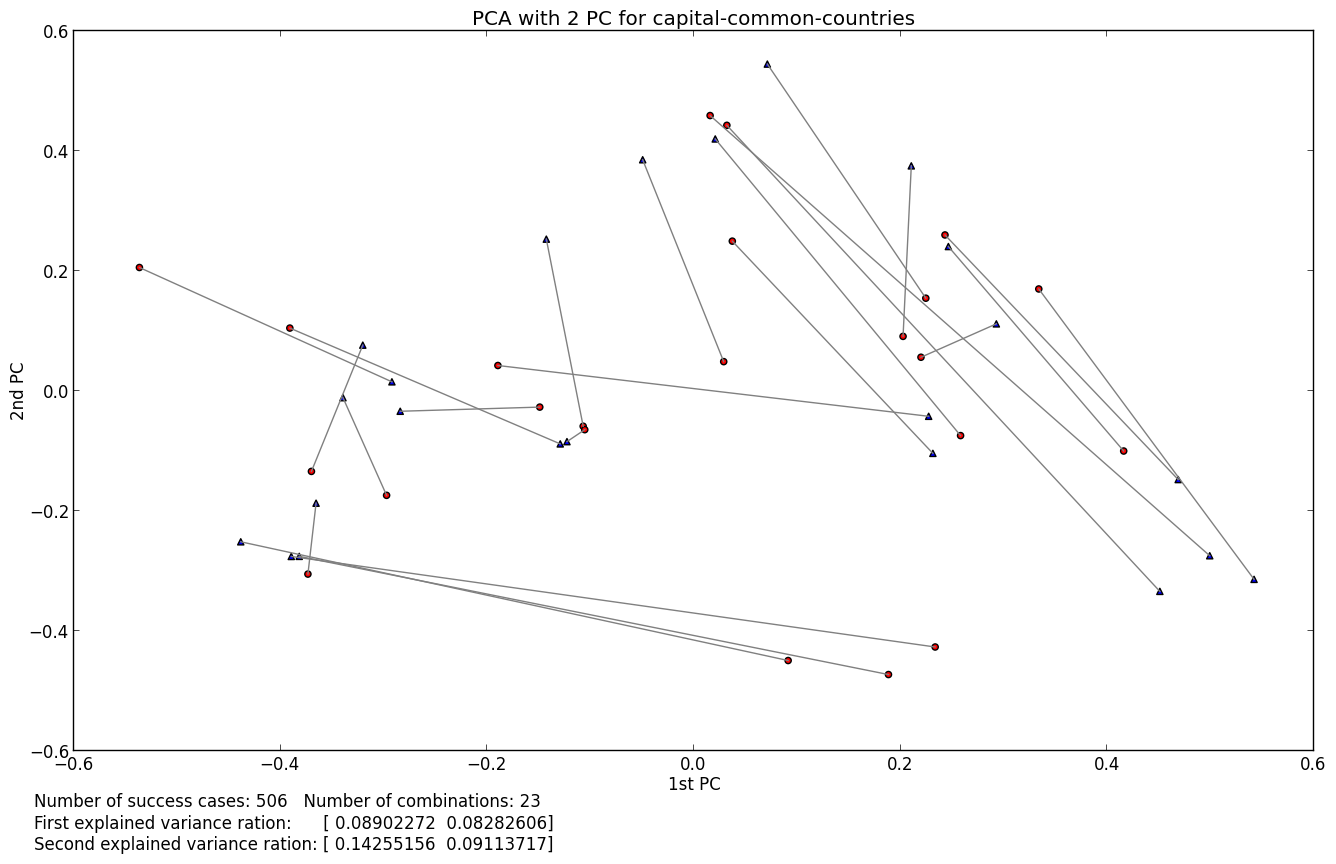 PCA with 2 PC for capital-common-countries
0.6
0.4
0.2
0.0
−0.2
−0.4
−0.6
2nd PC
−0.6 −0.4 −0.2 0.0 0.2 0.4 0.6
1st PC
Number of success cases: 506 Number of combinations: 23
First explained variance ration: [ 0.08902272 0.08282606]
Second explained variance ration: [ 0.14255156 0.09113717]